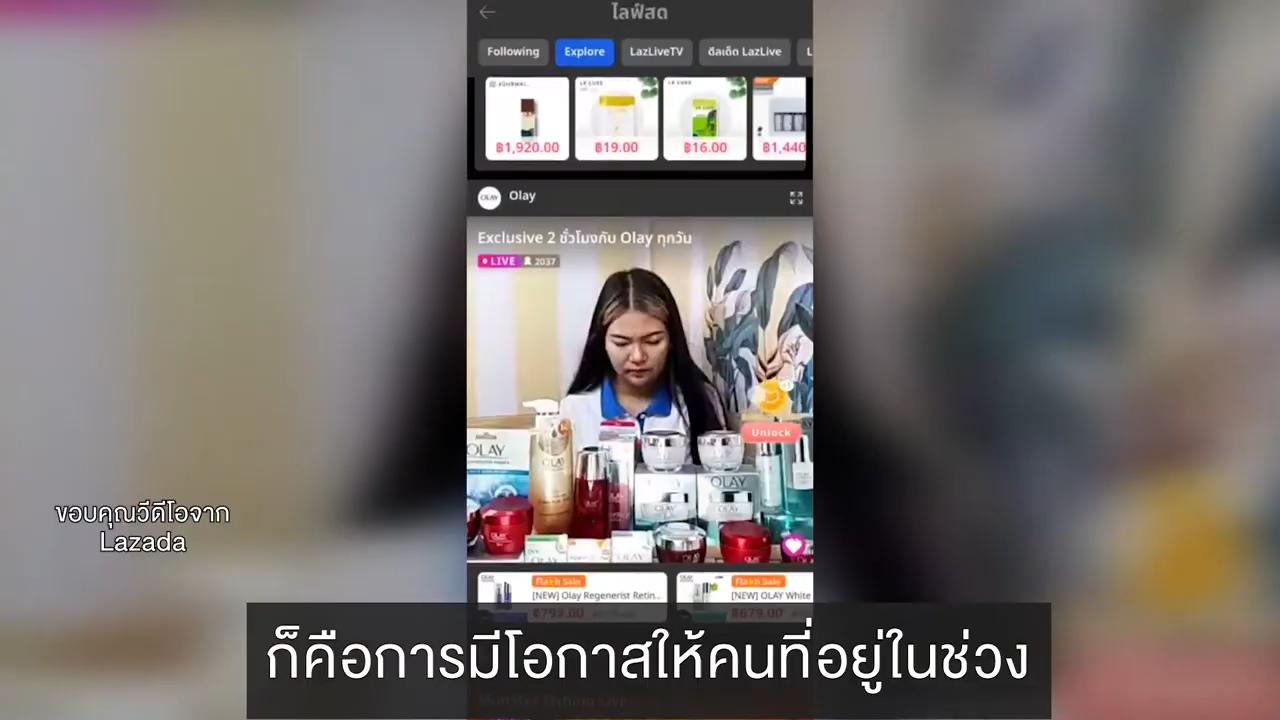 ไลฟ์สด
Following
Explore
LazLiveTV
ดีลเด็ด LazLive
฿1,920.00
฿19.00
฿16.00
฿1,440
OLAY
Olay
Exclusive 2 ชั่วโมงกับ Olay ทุกวัน
LIVE 2037
Unlock
OLAY
OLAY
OLAY
ขอบคุณวีดีโอจาก
Lazada
Flash Sale
[NEW] Olay Regenerist Retin...
฿793.00
Flash Sale
[NEW] OLAY White
฿679.00
ก็คือการมีโอกาสให้คนที่อยู่ในช่วง